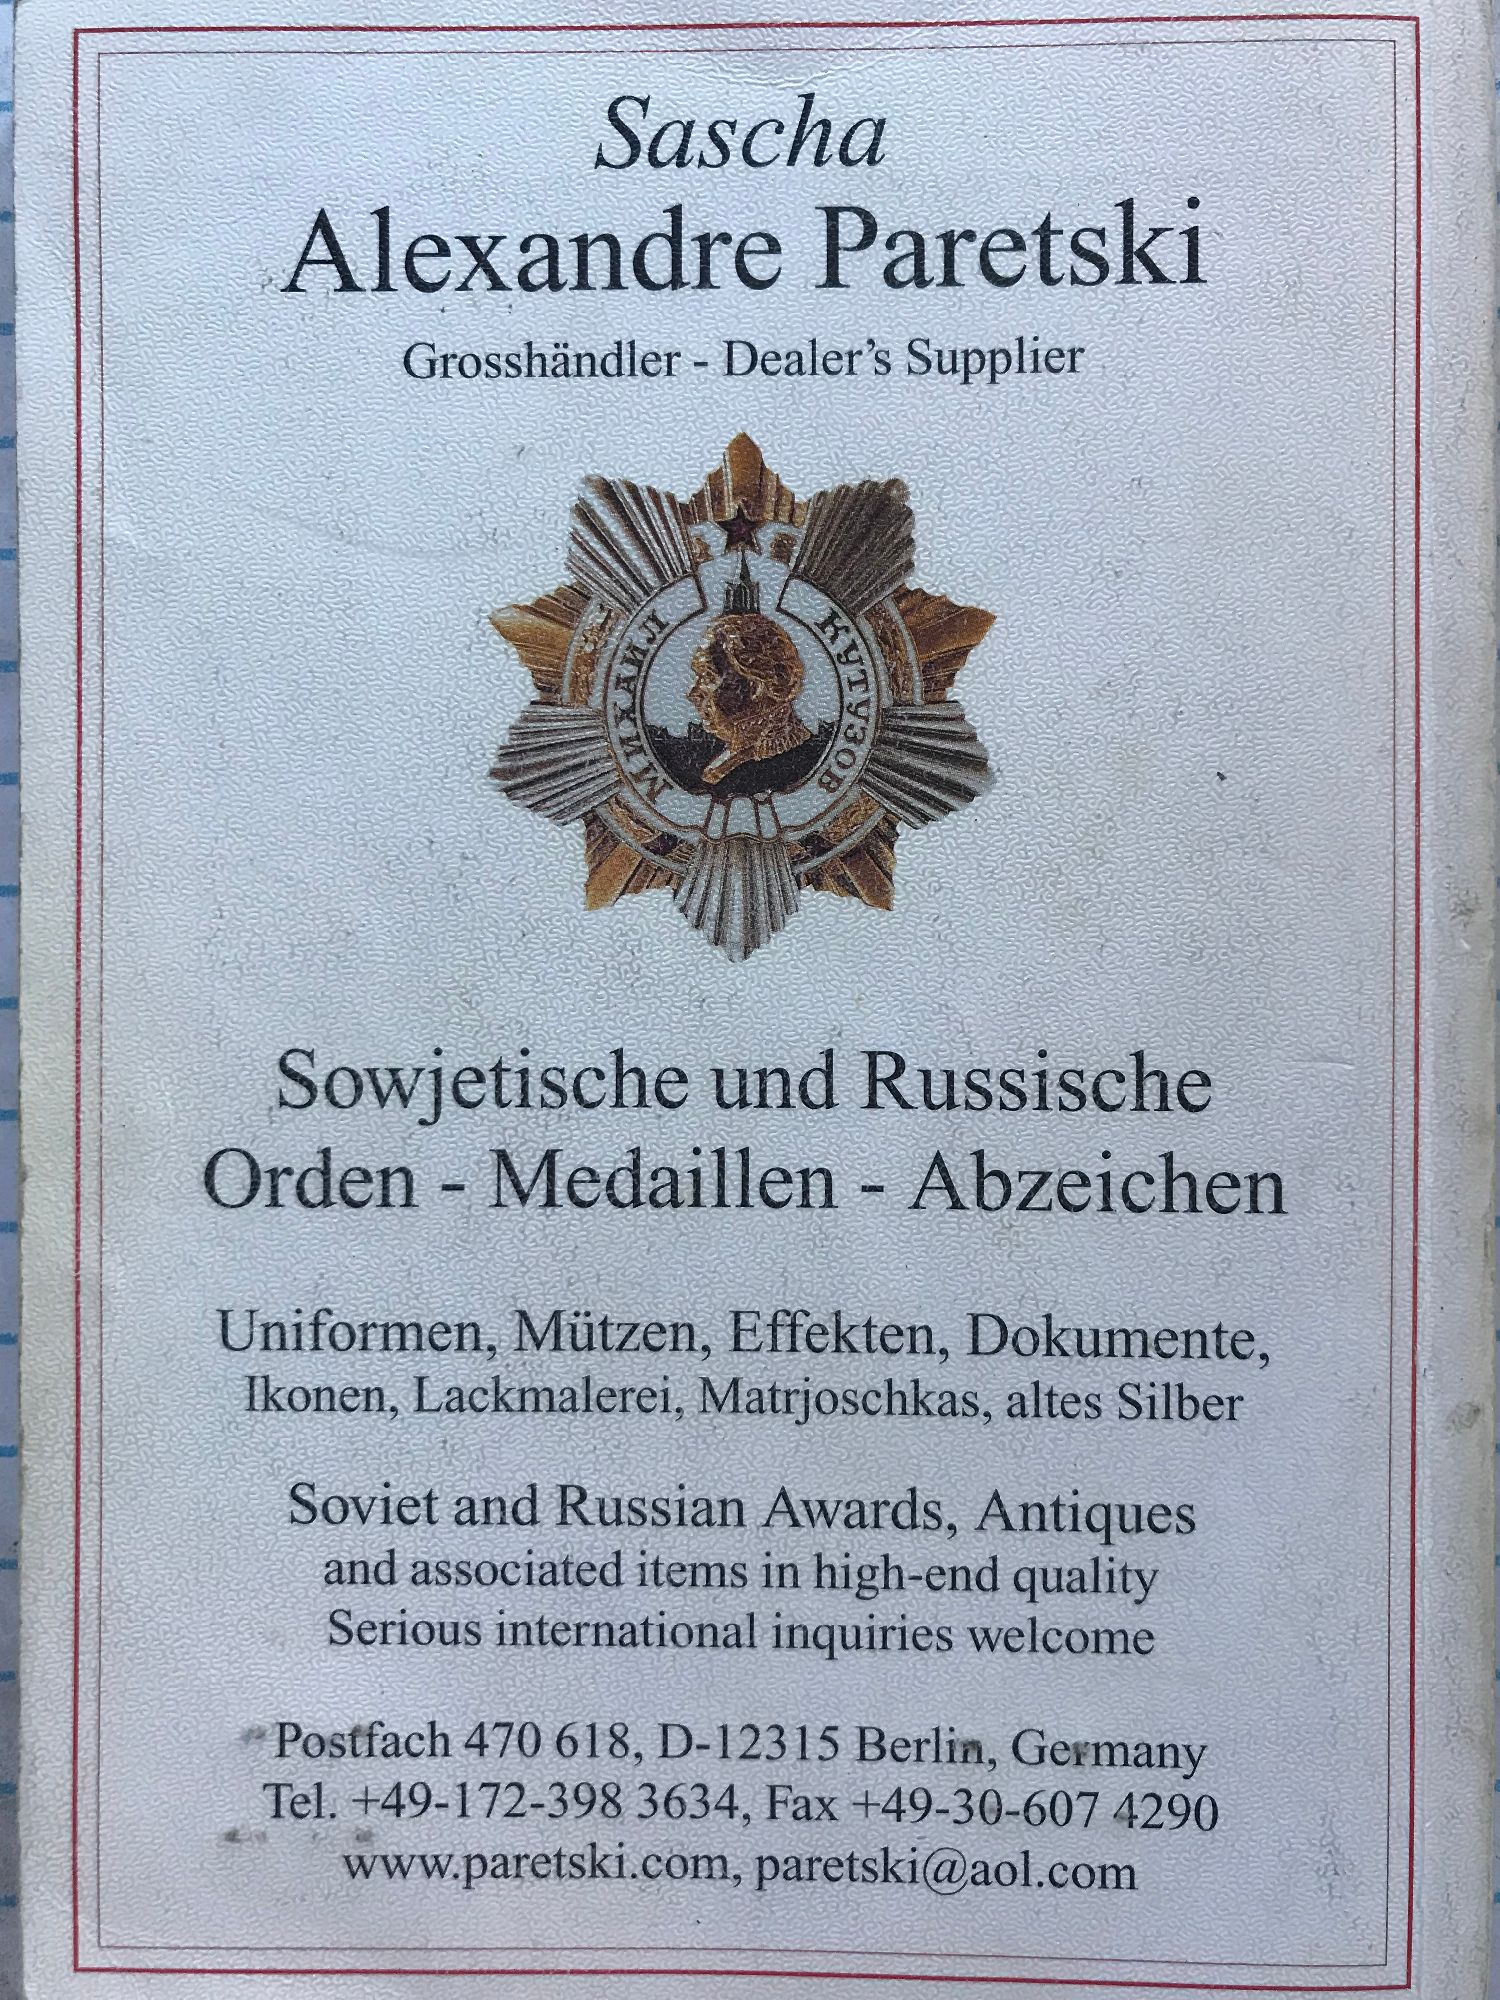 Sascha
Alexandre Paretski
Grosshändler - Dealer's Supplier
МИХАИЛ КУТУЗОВ
Sowjetische und Russische
Orden - Medaillen - Abzeichen
Uniformen, Mützen, Effekten, Dokumente,
Ikonen, Lackmalerei, Matrjoschkas, altes Silber
Soviet and Russian Awards, Antiques
and associated items in high-end quality
Serious international inquiries welcome
Postfach 470 618, D-12315 Berlin, Germany
Tel. +49-172-398 3634, Fax +49-30-607 4290
www.paretski.com, paretski@aol.com